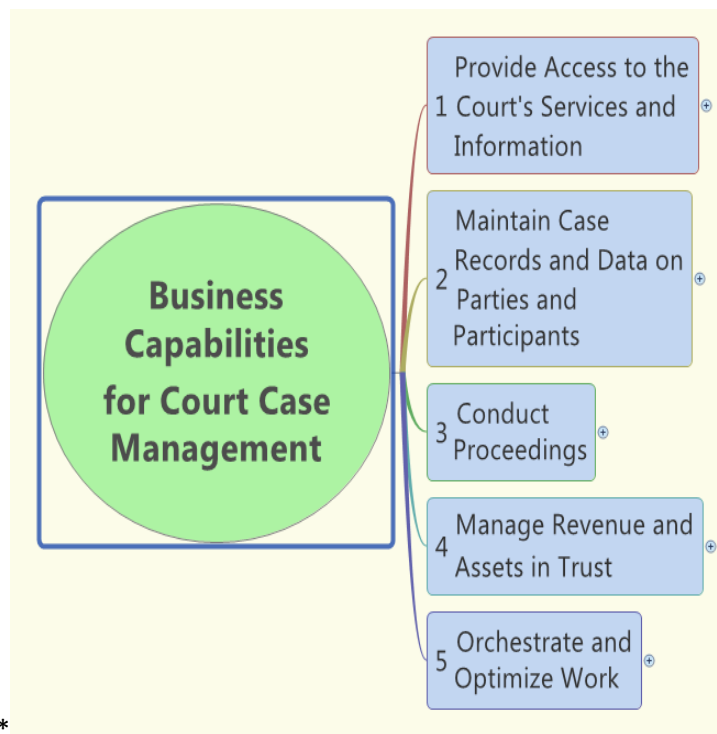 Business
Capabilities
for Court Case
Management
1
Provide Access to the
Court's Services and
Information
2
Maintain Case
Records and Data on
Parties and
Participants
3
Conduct
Proceedings
4
Manage Revenue and
Assets in Trust
5
Orchestrate and
Optimize Work
*